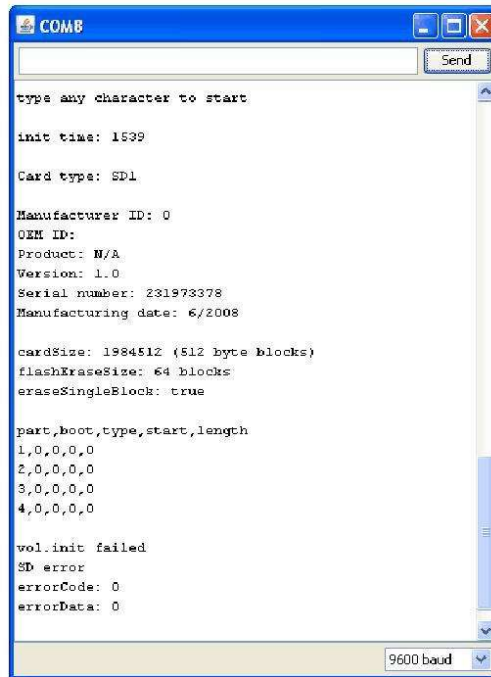 COM8
Send
type any character to start
init time: 1539
Card type: SD1
Manufacturer ID: 0
OEM ID:
Product: N/A
Version: 1.0
Serial number: 231973378
Manufacturing date: 6/2008
cardSize: 1984512 (512 byte blocks)
flashEraseSize: 64 blocks
eraseSingleBlock: true
part,boot,type,start,length
1,0,0,0,0
2,0,0,0,0
3,0,0,0,0
4,0,0,0,0
vol.init failed
SD error
errorCode: 0
errorData: 0
9600 baud